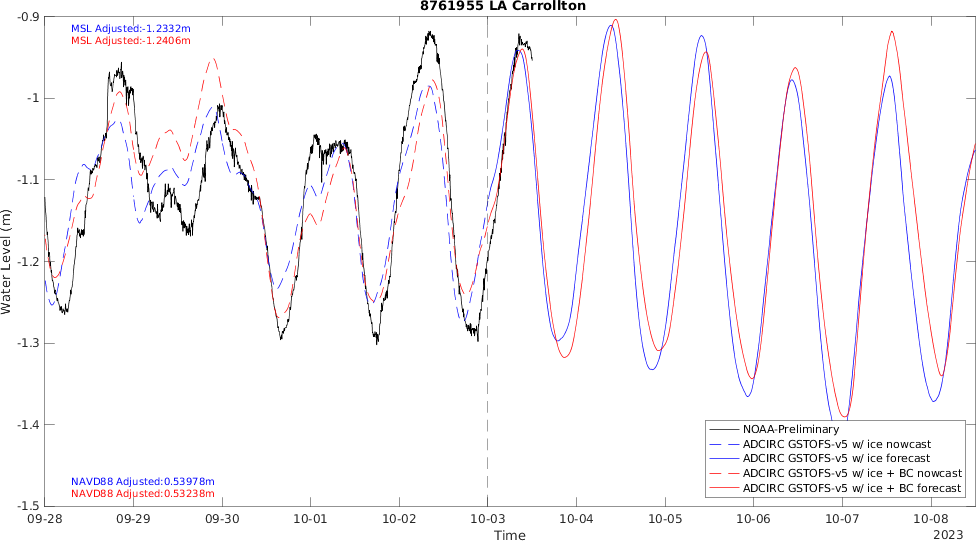 8761955 LA Carrollton
MSL Adjusted:-1.2332m
MSL Adjusted:-1.2406m
-0.9
-1
-1.1
-1.2
-1.3
-1.4
-1.5
Water Level (m)
NOAA-Preliminary
ADCIRC GSTOFS-v5 w/ ice nowcast
ADCIRC GSTOFS-v5 w/ ice forecast
ADCIRC GSTOFS-v5 w/ ice + BC nowcast
ADCIRC GSTOFS-v5 w/ ice + BC forecast
NAVD88 Adjusted:0.53978m
NAVD88 Adjusted:0.53238m
09-28 09-29 09-30 10-01 10-02 10-03 10-04 10-05 10-06 10-07 10-08
Time
2023